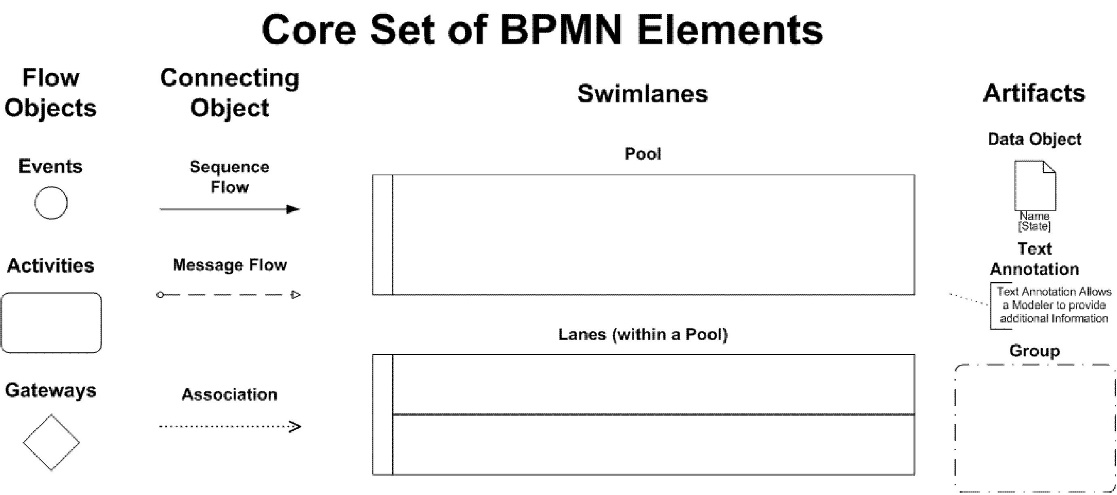 Core Set of BPMN Elements
Flow
Objects
Events
Activities
Gateways
Connecting
Object
Sequence
Flow
Message Flow
Association
Swimlanes
Pool
Lanes (within a Pool)
Artifacts
Data Object
Name
[State]
Text
Annotation
Text Annotation Allows
a Modeler to provide
additional Information
Group